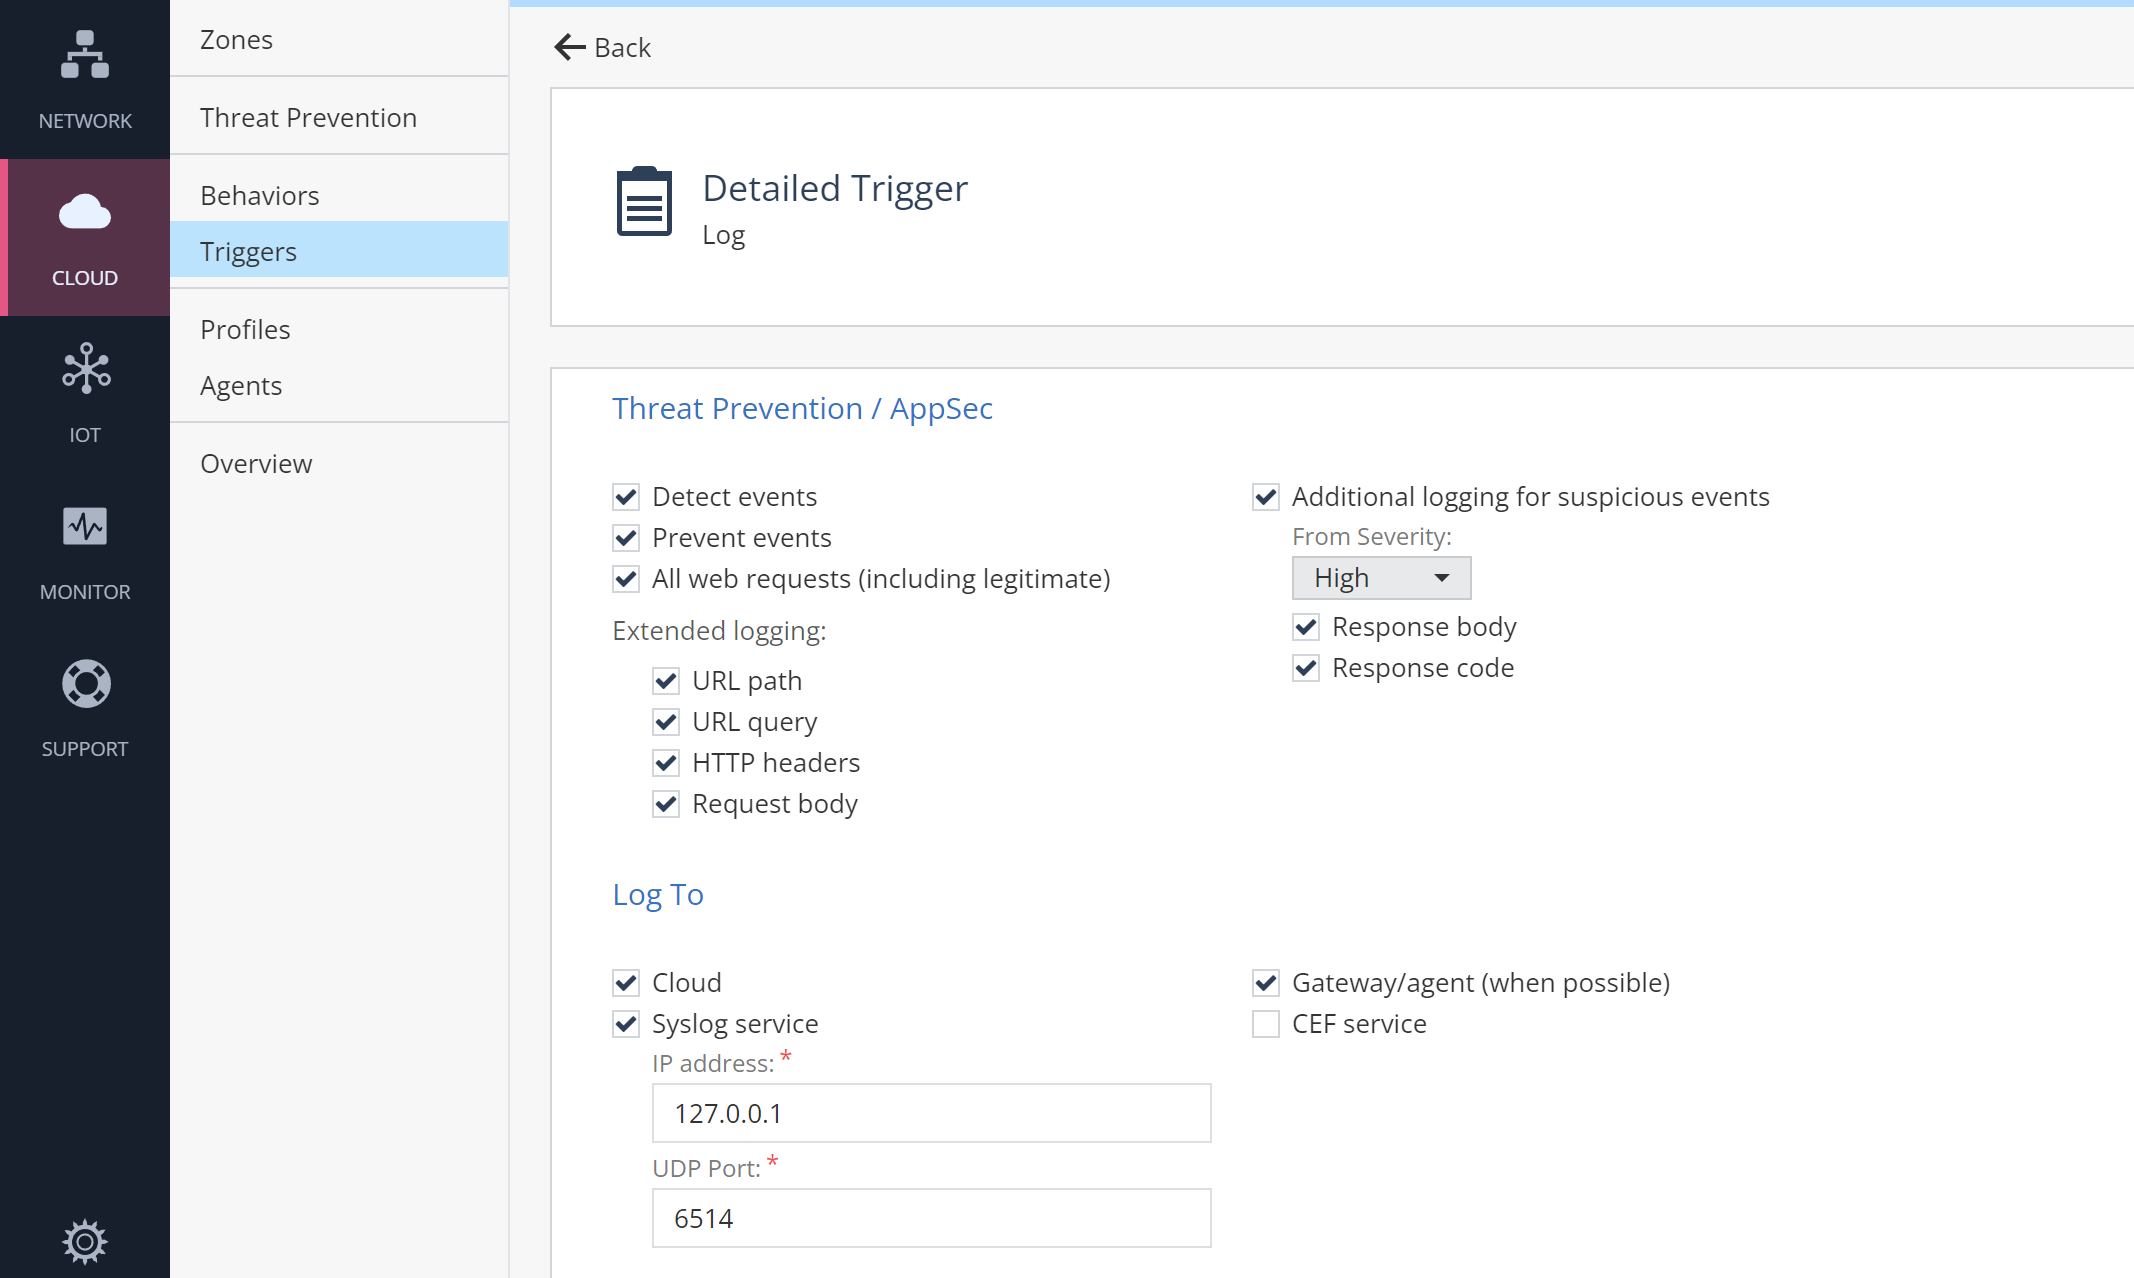 NETWORK
CLOUD
IOT
MONITOR
SUPPORT
Zones
Threat Prevention
Behaviors
Triggers
Profiles
Agents
Overview
Back
Detailed Trigger
Log
Threat Prevention / AppSec
Detect events
Prevent events
All web requests (including legitimate)
Extended logging:
URL path
URL query
HTTP headers
Request body
Additional logging for suspicious events
From Severity:
High
Response body
Response code
Log To
Cloud
Syslog service
IP address: *
127.0.0.1
UDP Port: *
6514
Gateway/agent (when possible)
CEF service